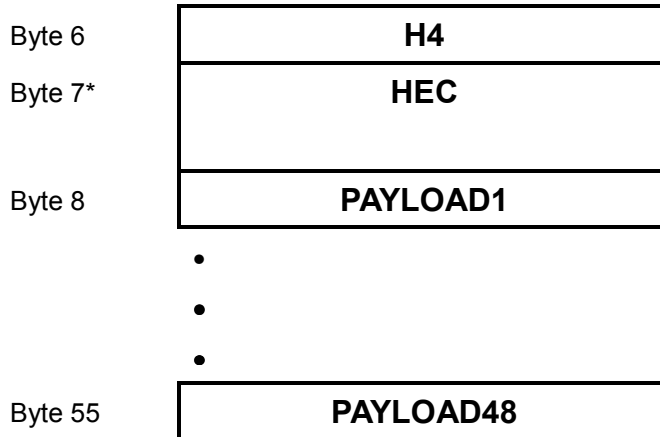 Byte 6 H4
Byte 7* HEC
Byte 8 PAYLOAD1
•
•
•
Byte 55 PAYLOAD48